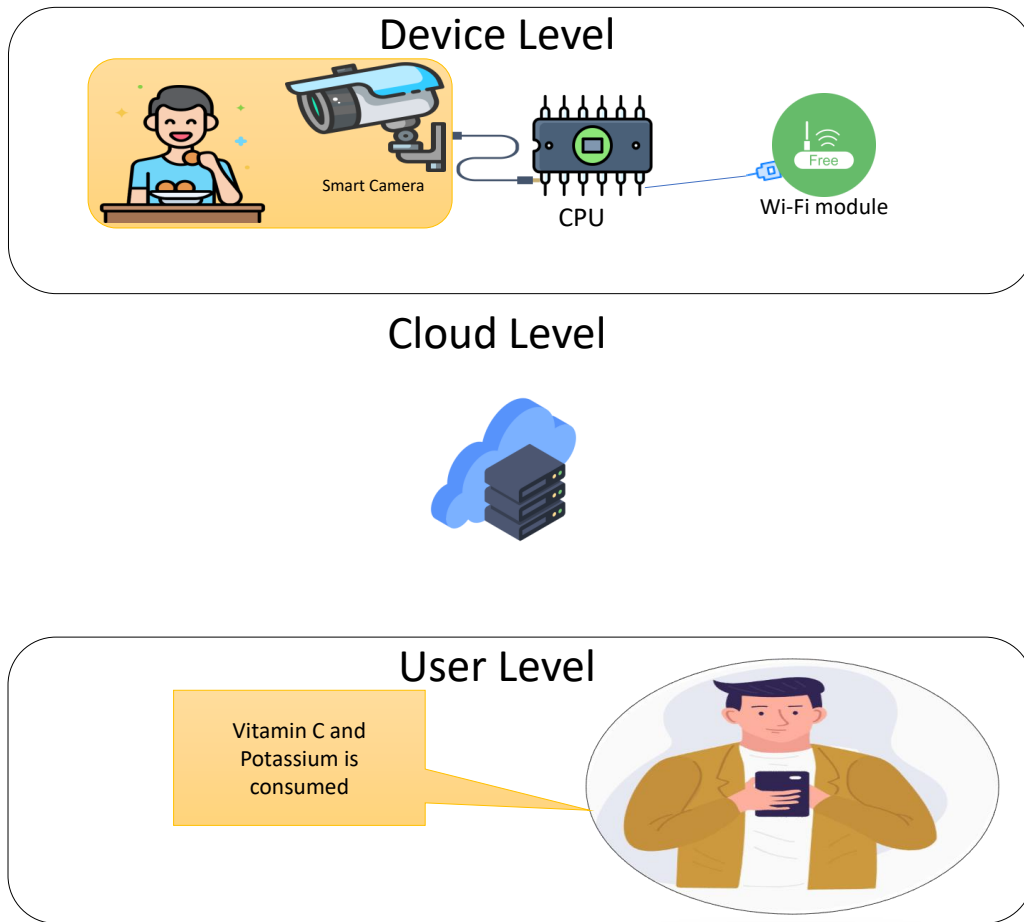 Device Level
Smart Camera
CPU
Free
Wi-Fi module
Cloud Level
User Level
Vitamin C and
Potassium is
consumed